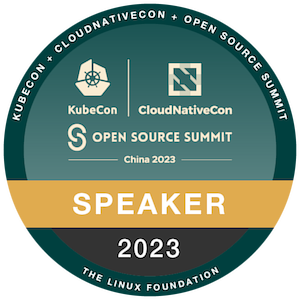 KUBECON + CLOUDNATIVECON + OPEN SOURCE SUMMIT
KubeCon
CloudNativeCon
OPEN SOURCE SUMMIT
China 2023
SPEAKER
2023
THE LINUX FOUNDATION